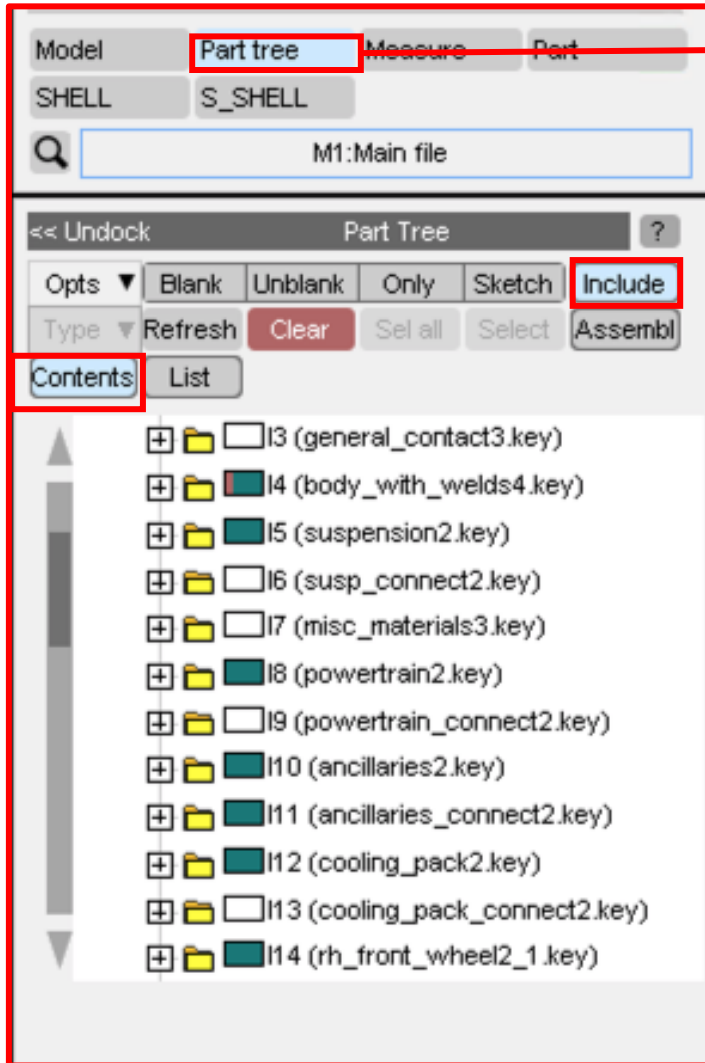 Model Part tree Measure Part
SHELL S_SHELL
M1:Main file
<< Undock Part Tree ?
Opts ▼ Blank Unblank Only Sketch Include
Type ▼ Refresh Clear Sel all Select Assembl
Contents List
I3 (general_contact3.key)
I4 (body_with_welds4.key)
I5 (suspension2.key)
I6 (susp_connect2.key)
I7 (misc_materials3.key)
I8 (powertrain2.key)
I9 (powertrain_connect2.key)
I10 (ancillaries2.key)
I11 (ancillaries_connect2.key)
I12 (cooling_pack2.key)
I13 (cooling_pack_connect2.key)
I14 (rh_front_wheel2_1.key)